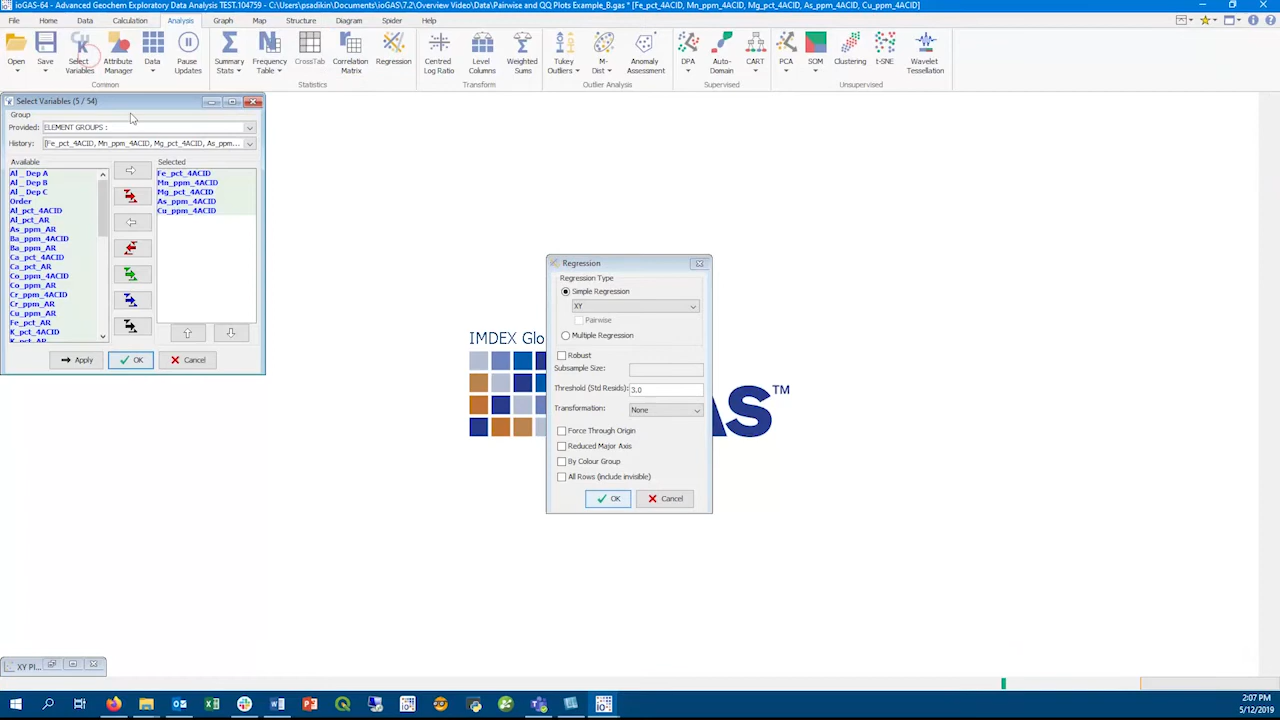 ioGAS-64 - Advanced Geochem Exploratory Data Analysis TEST.104759 - C:\Users\psadikin\Documents\ioGAS\7.2\Overview Video\Data\Pairwise and QQ Plots Example_B.gas * [Fe_pct_4ACID, Mn_ppm_4ACID, Mg_pct_4ACID, As_ppm_4ACID, Cu_ppm_4ACID]
File Home Data Calculation Analysis Graph Map Structure Diagram Spider Help
Open Save Select Variables Attribute Manager Data Pause Updates Summary Stats Frequency Table CrossTab Correlation Matrix Regression Centred Log Ratio Level Columns Weighted Sums Tukey Outliers M-Dist Anomaly Assessment DPA Auto-Domain CART PCA SOM Clustering t-SNE Wavelet Tessellation
Common Statistics Transform Outlier Analysis Supervised Unsupervised
Select Variables (5 / 54)
Group
Provided: ELEMENT GROUPS :
History: [Fe_pct_4ACID, Mn_ppm_4ACID, Mg_pct_4ACID, As_ppm...
Available Selected
Al _ Dep A
Al _ Dep B
Al _ Dep C
Order
Al_pct_4ACID
Al_pct_AR
As_ppm_AR
Ba_ppm_4ACID
Ba_ppm_AR
Ca_pct_4ACID
Ca_pct_AR
Co_ppm_4ACID
Co_ppm_AR
Cr_ppm_4ACID
Cr_ppm_AR
Cu_ppm_AR
Fe_pct_AR
K_pct_4ACID
K_pct_AR
Fe_pct_4ACID
Mn_ppm_4ACID
Mg_pct_4ACID
As_ppm_4ACID
Cu_ppm_4ACID
Apply OK Cancel
Regression
Regression Type
Simple Regression
XY
Pairwise
Multiple Regression
Robust
Subsample Size:
Threshold (Std Resids): 3.0
Transformation: None
Force Through Origin
Reduced Major Axis
By Colour Group
All Rows (include invisible)
OK Cancel
IMDEX Glo
AS™
XY Pl...
2:07 PM
5/12/2019